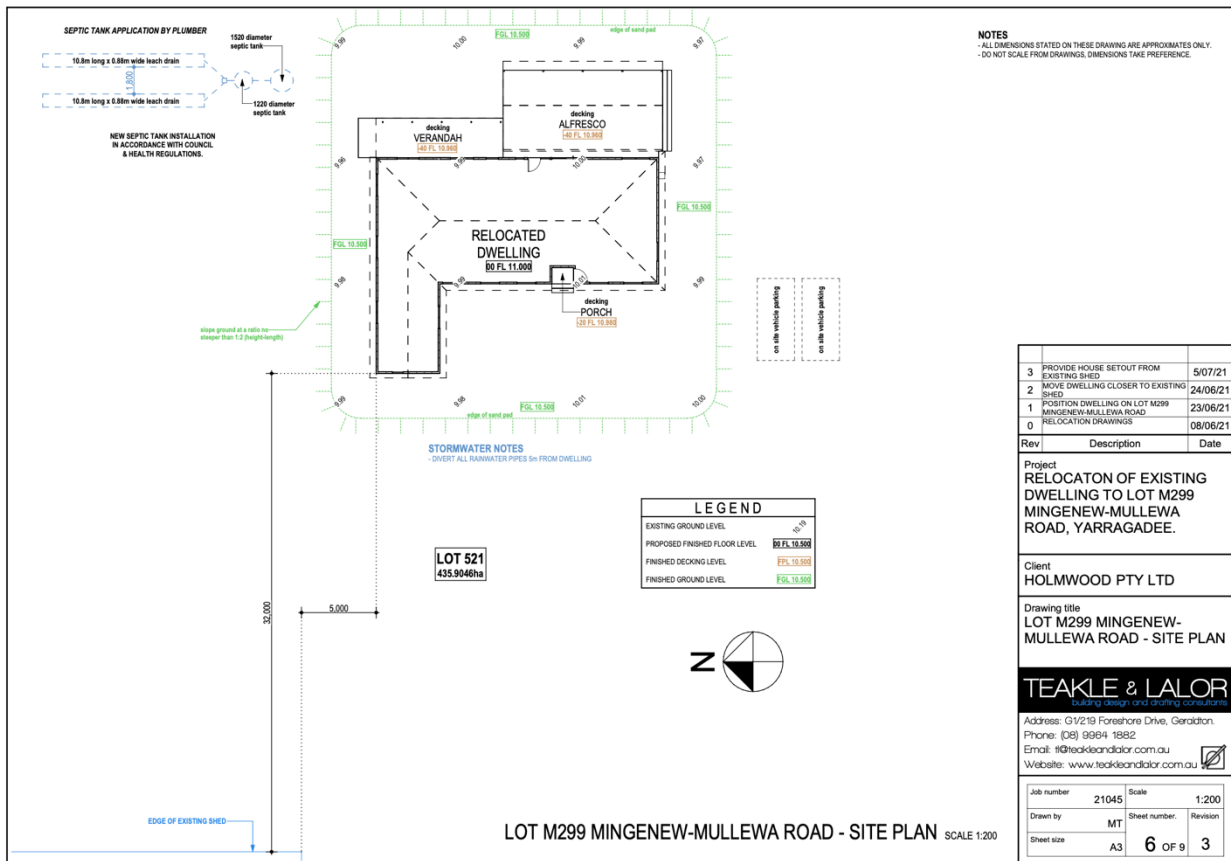 SEPTIC TANK APPLICATION BY PLUMBER
1520 diameter
septic tank
10.8m long x 0.88m wide leach drain
1,800
10.8m long x 0.88m wide leach drain
1220 diameter
septic tank
NEW SEPTIC TANK INSTALLATION
IN ACCORDANCE WITH COUNCIL
& HEALTH REGULATIONS.
FGL 10.500
edge of sand pad
9.99
10.00
9.99
9.97
decking
ALFRESCO
-40 FL 10.960
decking
VERANDAH
-40 FL 10.960
9.96
9.99
10.00
9.97
FGL 10.500
FGL 10.500
RELOCATED
DWELLING
00 FL 11.000
9.98
9.99
10.01
9.99
decking
PORCH
-20 FL 10.980
slope ground at a ratio no
steeper than 1:2 (height-length)
9.99
9.98
10.01
10.00
edge of sand pad
FGL 10.500
on site vehicle parking
on site vehicle parking
STORMWATER NOTES
- DIVERT ALL RAINWATER PIPES 5m FROM DWELLING
LOT 521
435.9046ha
5,000
32,000
EDGE OF EXISTING SHED
LEGEND
EXISTING GROUND LEVEL 10.19
PROPOSED FINISHED FLOOR LEVEL 00 FL 10.500
FINISHED DECKING LEVEL FPL 10.500
FINISHED GROUND LEVEL FGL 10.500
N
LOT M299 MINGENEW-MULLEWA ROAD - SITE PLAN SCALE 1:200
NOTES
- ALL DIMENSIONS STATED ON THESE DRAWING ARE APPROXIMATES ONLY.
- DO NOT SCALE FROM DRAWINGS, DIMENSIONS TAKE PREFERENCE.
3 PROVIDE HOUSE SETOUT FROM EXISTING SHED 5/07/21
2 MOVE DWELLING CLOSER TO EXISTING SHED 24/06/21
1 POSITION DWELLING ON LOT M299 MINGENEW-MULLEWA ROAD 23/06/21
0 RELOCATION DRAWINGS 08/06/21
Rev Description Date
Project
RELOCATON OF EXISTING
DWELLING TO LOT M299
MINGENEW-MULLEWA
ROAD, YARRAGADEE.
Client
HOLMWOOD PTY LTD
Drawing title
LOT M299 MINGENEW-
MULLEWA ROAD - SITE PLAN
TEAKLE & LALOR
building design and drafting consultants
Address: G1/219 Foreshore Drive, Geraldton.
Phone: (08) 9964 1882
Email: tl@teakleandlalor.com.au
Website: www.teakleandlalor.com.au
Job number 21045 Scale 1:200
Drawn by MT Sheet number. Revision
Sheet size A3 6 OF 9 3